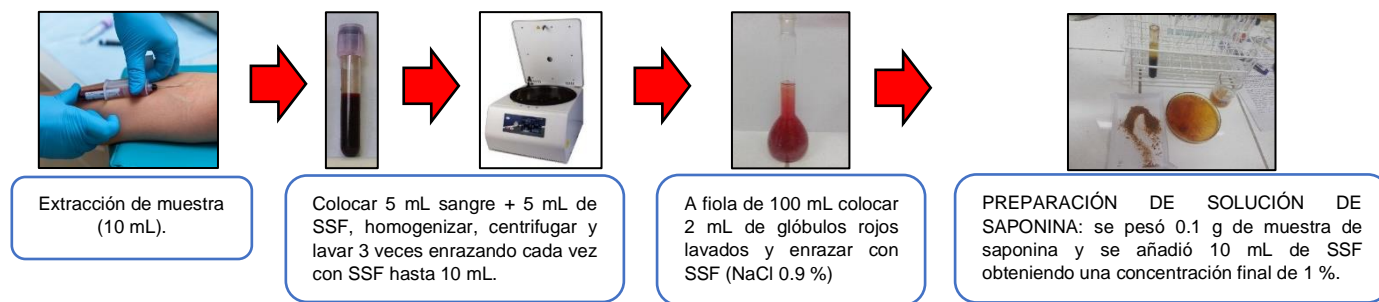 Extracción de muestra
(10 mL).
Colocar 5 mL sangre + 5 mL de
SSF, homogenizar, centrifugar y
lavar 3 veces enrazando cada vez
con SSF hasta 10 mL.
A fiola de 100 mL colocar
2 mL de glóbulos rojos
lavados y enrazar con
SSF (NaCl 0.9 %)
PREPARACIÓN DE SOLUCIÓN DE
SAPONINA: se pesó 0.1 g de muestra de
saponina y se añadió 10 mL de SSF
obteniendo una concentración final de 1 %.